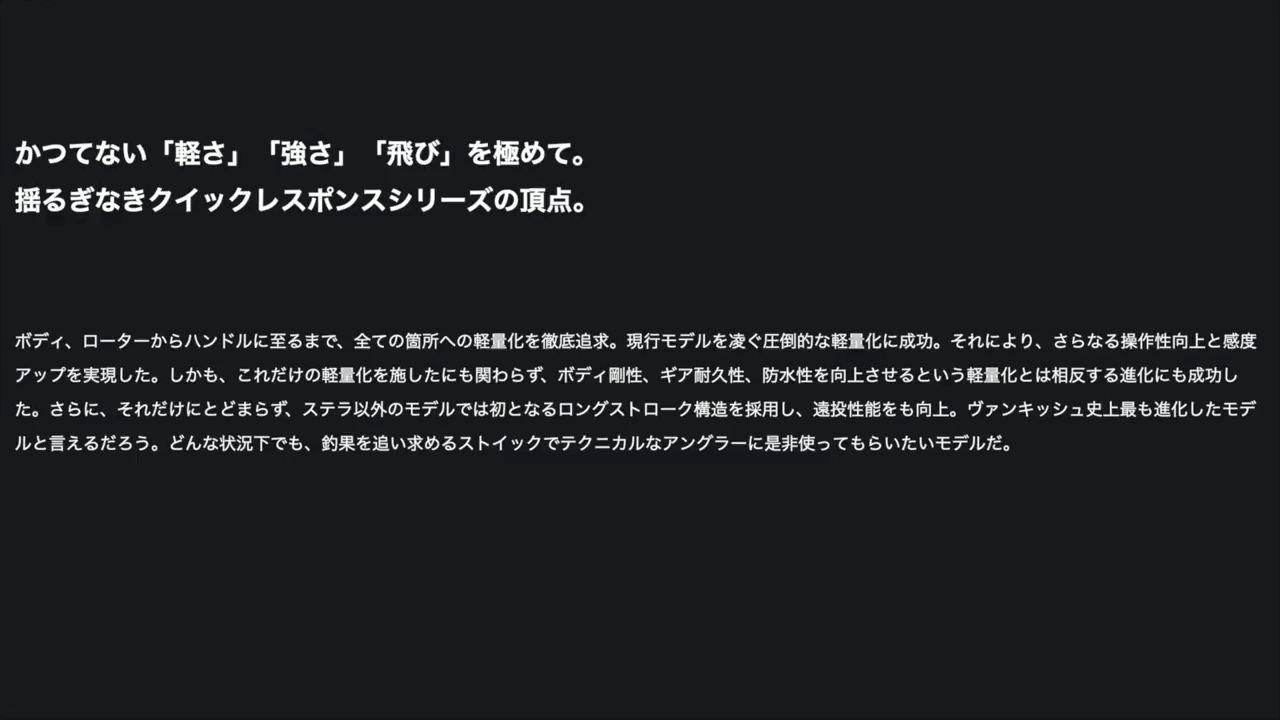 かつてない「軽さ」「強さ」「飛び」を極めて。
揺るぎなきクイックレスポンスシリーズの頂点。
ボディ、ローターからハンドルに至るまで、全ての箇所への軽量化を徹底追求。現行モデルを凌ぐ圧倒的な軽量化に成功。それにより、さらなる操作性向上と感度
アップを実現した。しかも、これだけの軽量化を施したにも関わらず、ボディ剛性、ギア耐久性、防水性を向上させるという軽量化とは相反する進化にも成功し
た。さらに、それだけにとどまらず、ステラ以外のモデルでは初となるロングストローク構造を採用し、遠投性能をも向上。ヴァンキッシュ史上最も進化したモデ
ルと言えるだろう。どんな状況下でも、釣果を追い求めるストイックでテクニカルなアングラーに是非使ってもらいたいモデルだ。